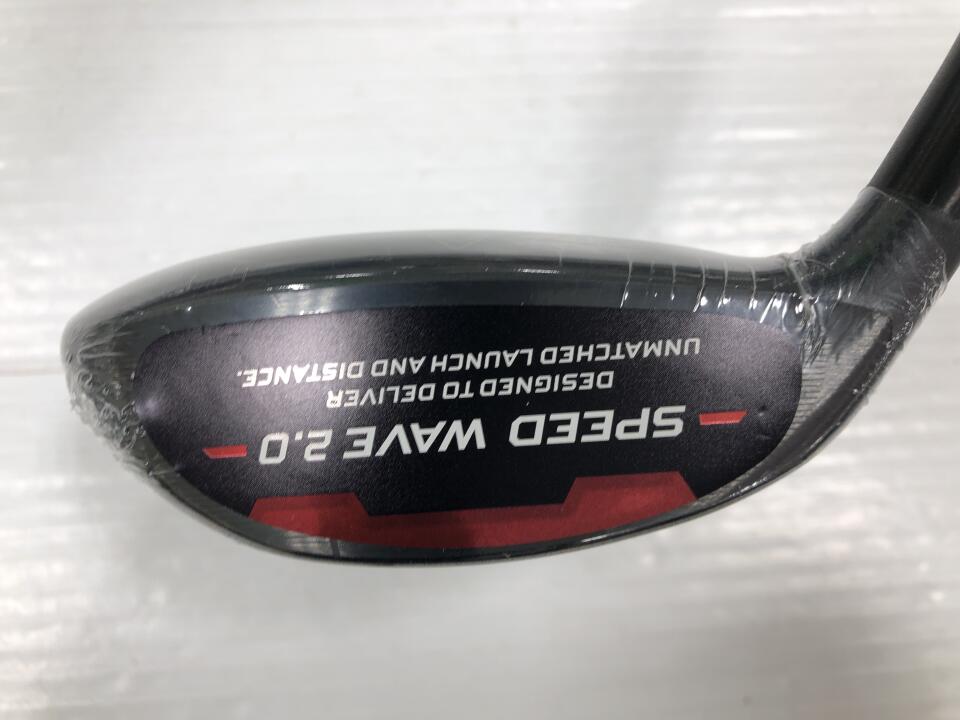 SPEED WAVE 2.0
DESIGNED TO DELIVER
UNMATCHED LAUNCH AND DISTANCE.